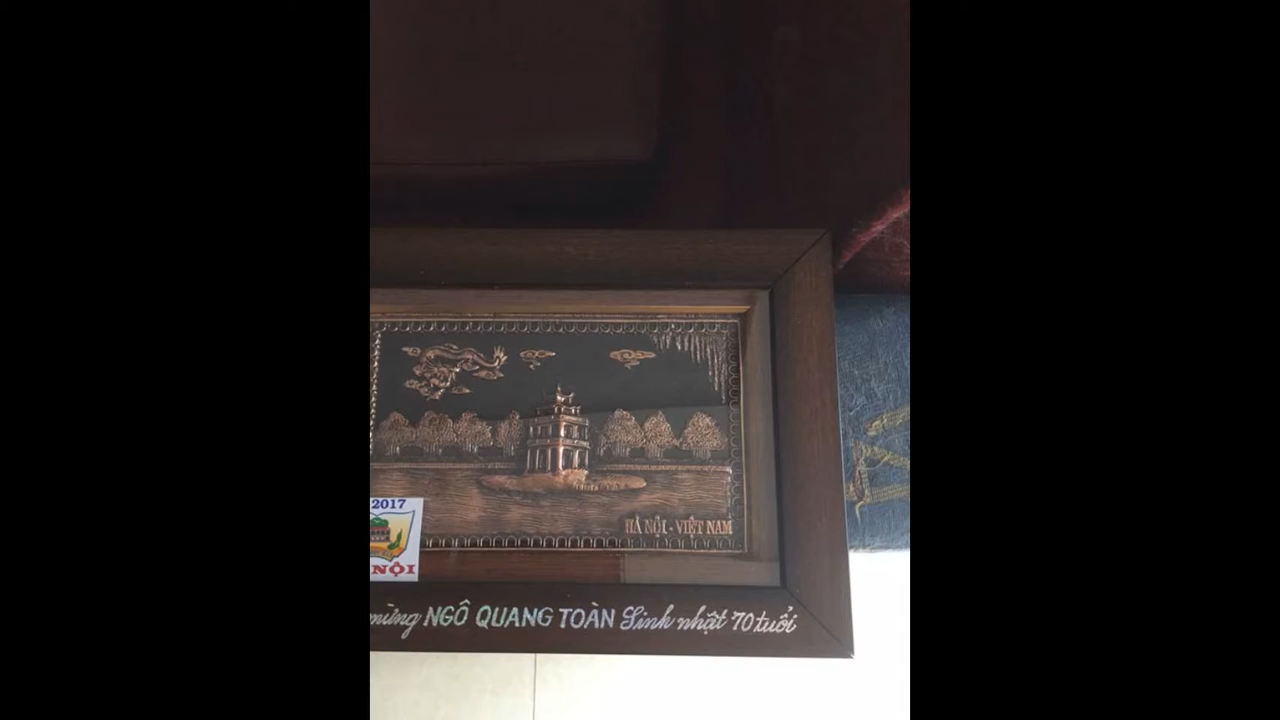 HÀ NỘI - VIỆT NAM
2017
NỘI
mừng NGÔ QUANG TOÀN Sinh nhật 70 tuổi